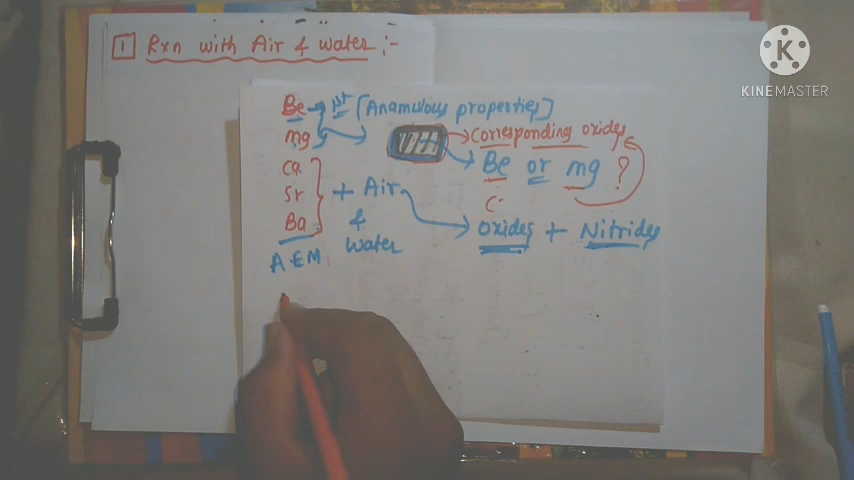 1 Rxn with Air & water :-
Be → 1st [Anamulous properties]
mg
Corresponding oxides
Be or mg ?
Ca
Sr
Ba
+ Air
&
water
C
oxides + Nitrides
A E M
K
KINEMASTER